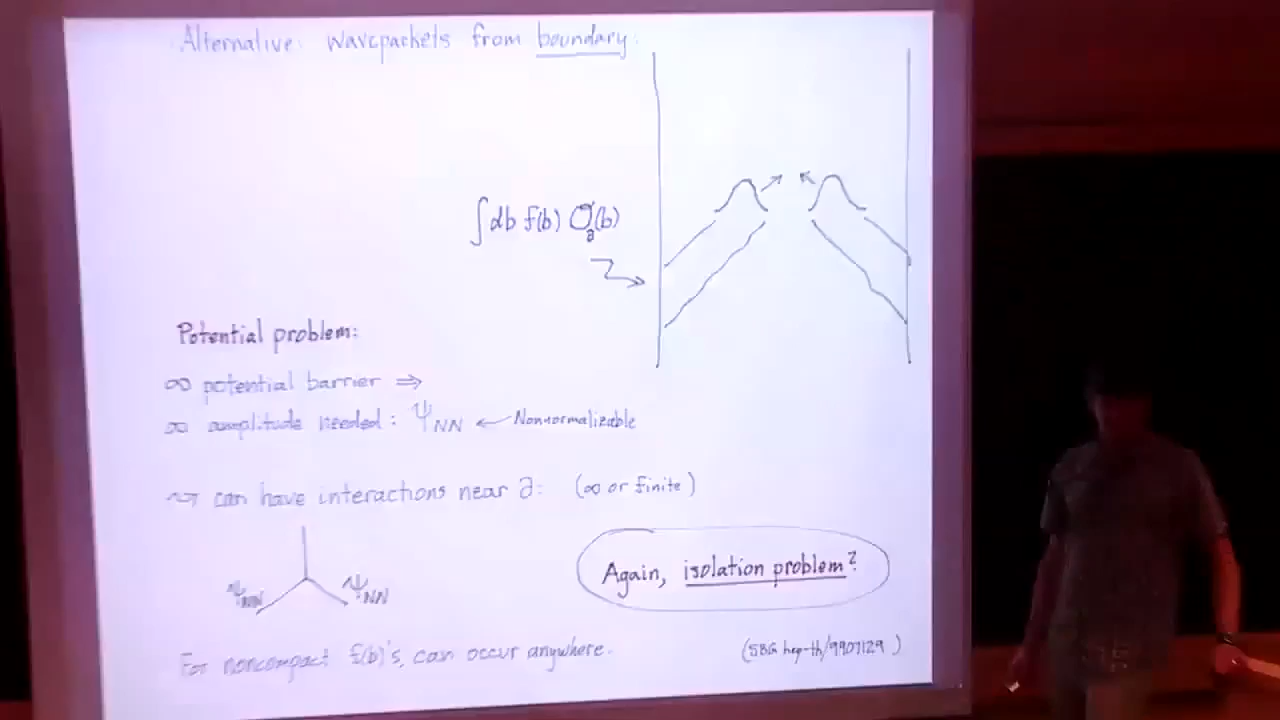 Alternative: wavepackets from boundary:
∫db f(b) O∂(b)
Potential problem:
∞ potential barrier ⇒
∞ amplitude needed: ψNN ← Nonnormalizable
can have interactions near ∂: (∞ or finite)
ψNN ψNN
Again, isolation problem?
For noncompact f(b)'s, can occur anywhere.
(SBG hep-th/9907129)